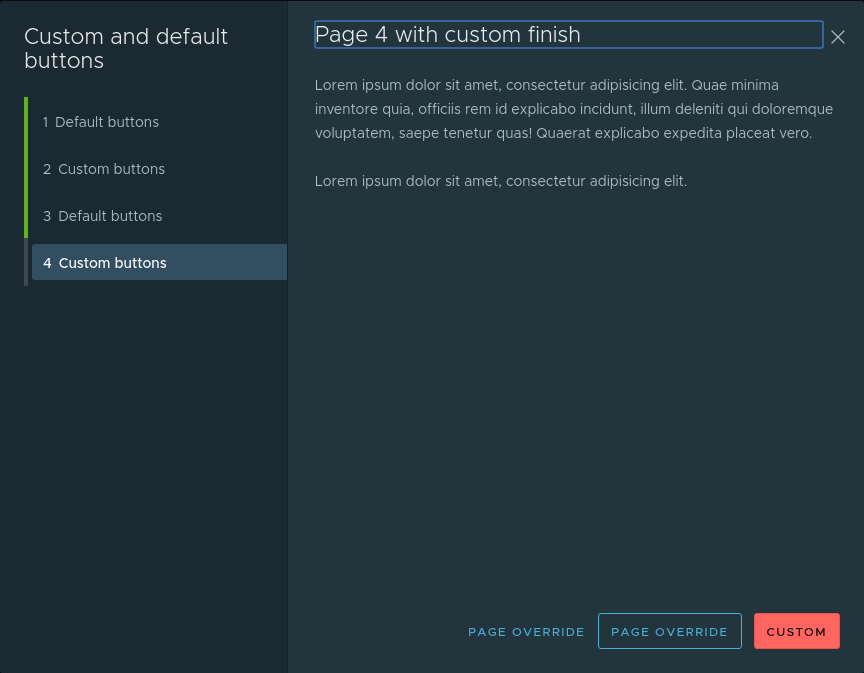 Custom and default
buttons
1 Default buttons
2 Custom buttons
3 Default buttons
4 Custom buttons
Page 4 with custom finish
Lorem ipsum dolor sit amet, consectetur adipisicing elit. Quae minima
inventore quia, officiis rem id explicabo incidunt, illum deleniti qui doloremque
voluptatem, saepe tenetur quas! Quaerat explicabo expedita placeat vero.
Lorem ipsum dolor sit amet, consectetur adipisicing elit.
PAGE OVERRIDE PAGE OVERRIDE CUSTOM